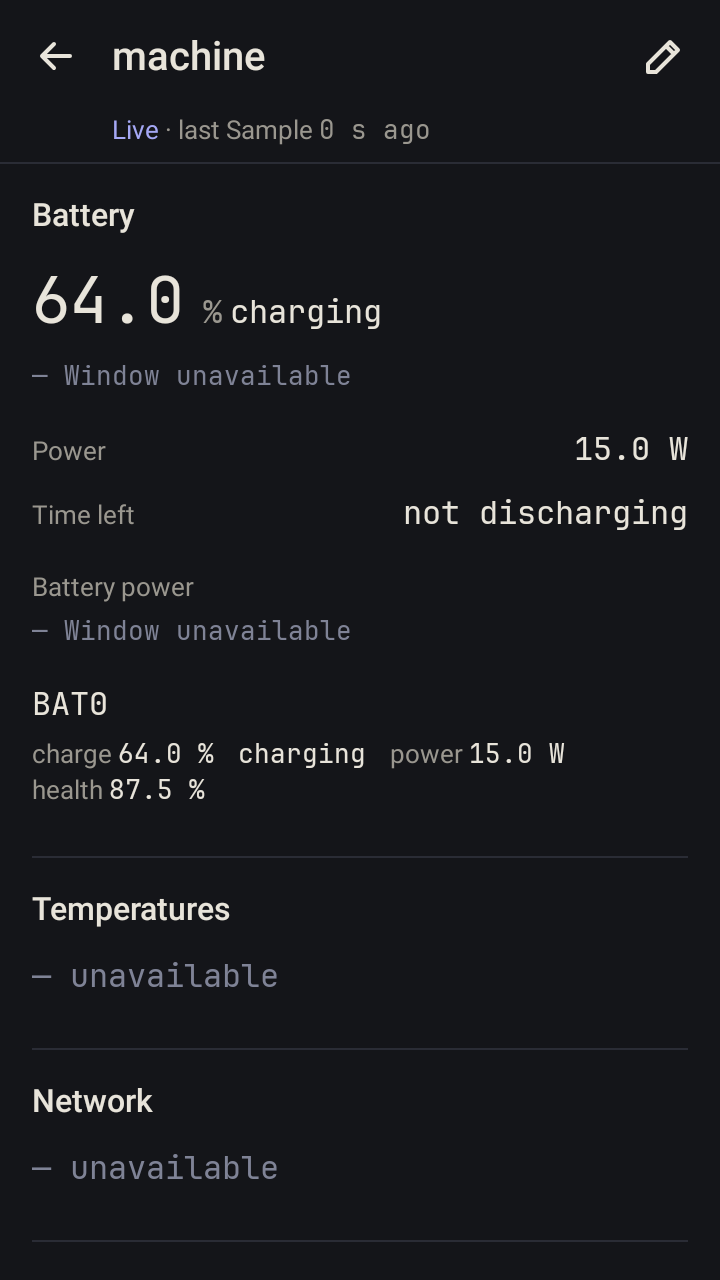 machine
Live · last Sample 0 s ago
Battery
64.0 % charging
— Window unavailable
Power 15.0 W
Time left not discharging
Battery power
— Window unavailable
BAT0
charge 64.0 % charging power 15.0 W
health 87.5 %
Temperatures
— unavailable
Network
— unavailable